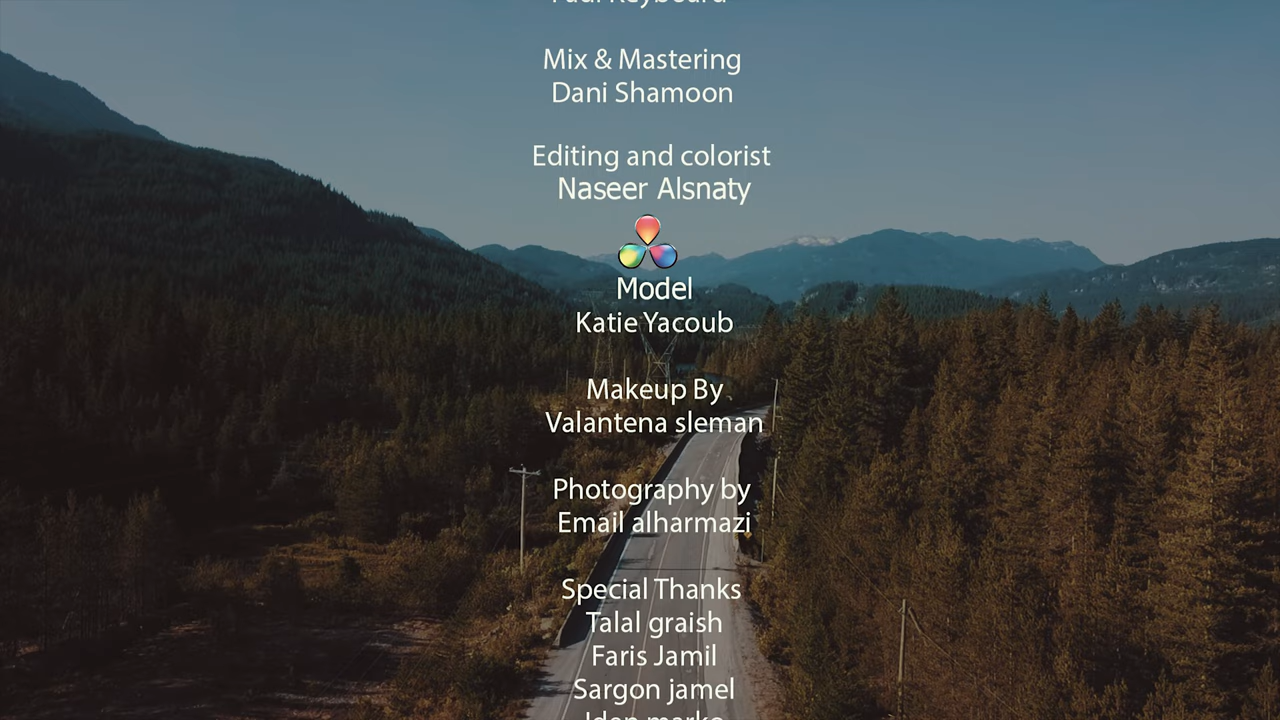 Mix & Mastering
Dani Shamoon
Editing and colorist
Naseer Alsnaty
Model
Katie Yacoub
Makeup By
Valantena sleman
Photography by
Email alharmazi
Special Thanks
Talal graish
Faris Jamil
Sargon jamel